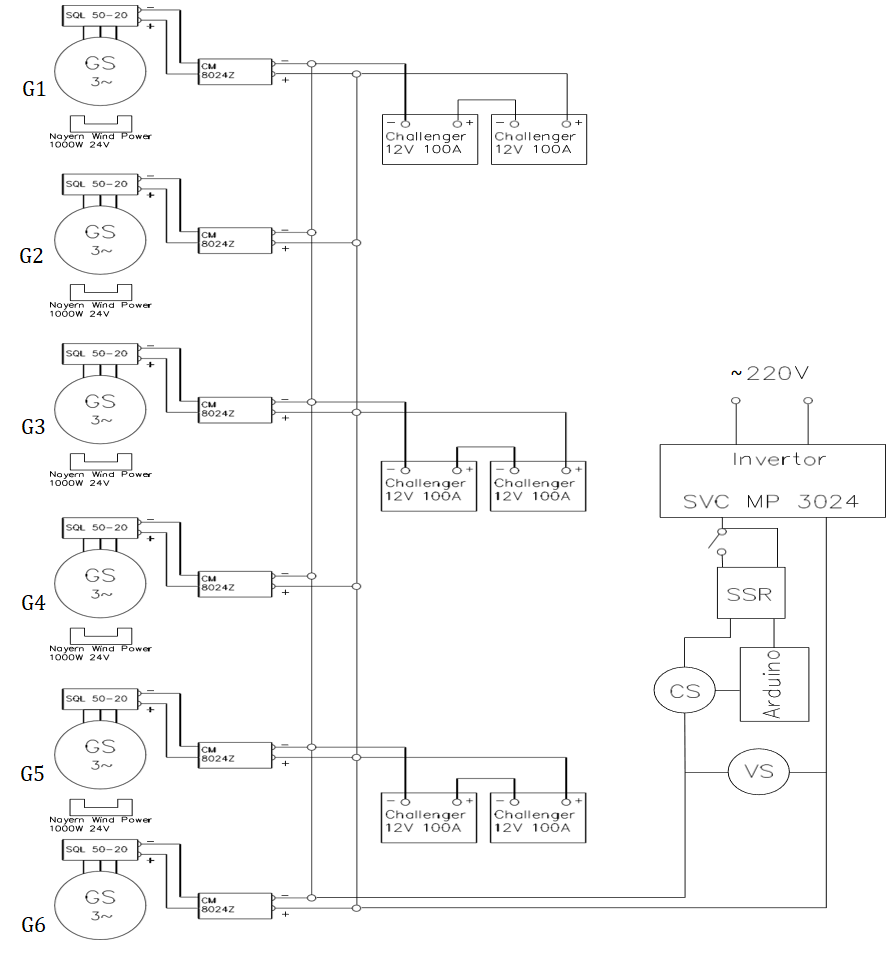 SQL 50-20
-
+
GS
3~
G1
CM
8024Z
-
+
Nayern Wind Power
1000W 24V
- + - +
Challenger
12V 100A
Challenger
12V 100A
SQL 50-20
-
+
GS
3~
G2
CM
8024Z
-
+
Nayern Wind Power
1000W 24V
SQL 50-20
-
+
GS
3~
G3
CM
8024Z
-
+
Nayern Wind Power
1000W 24V
- + - +
Challenger
12V 100A
Challenger
12V 100A
~220V
Invertor
SVC MP 3024
SQL 50-20
-
+
GS
3~
G4
CM
8024Z
-
+
Nayern Wind Power
1000W 24V
SSR
CS
Arduino
VS
SQL 50-20
-
+
GS
3~
G5
CM
8024Z
-
+
Nayern Wind Power
1000W 24V
- + - +
Challenger
12V 100A
Challenger
12V 100A
SQL 50-20
-
+
GS
3~
G6
CM
8024Z
-
+